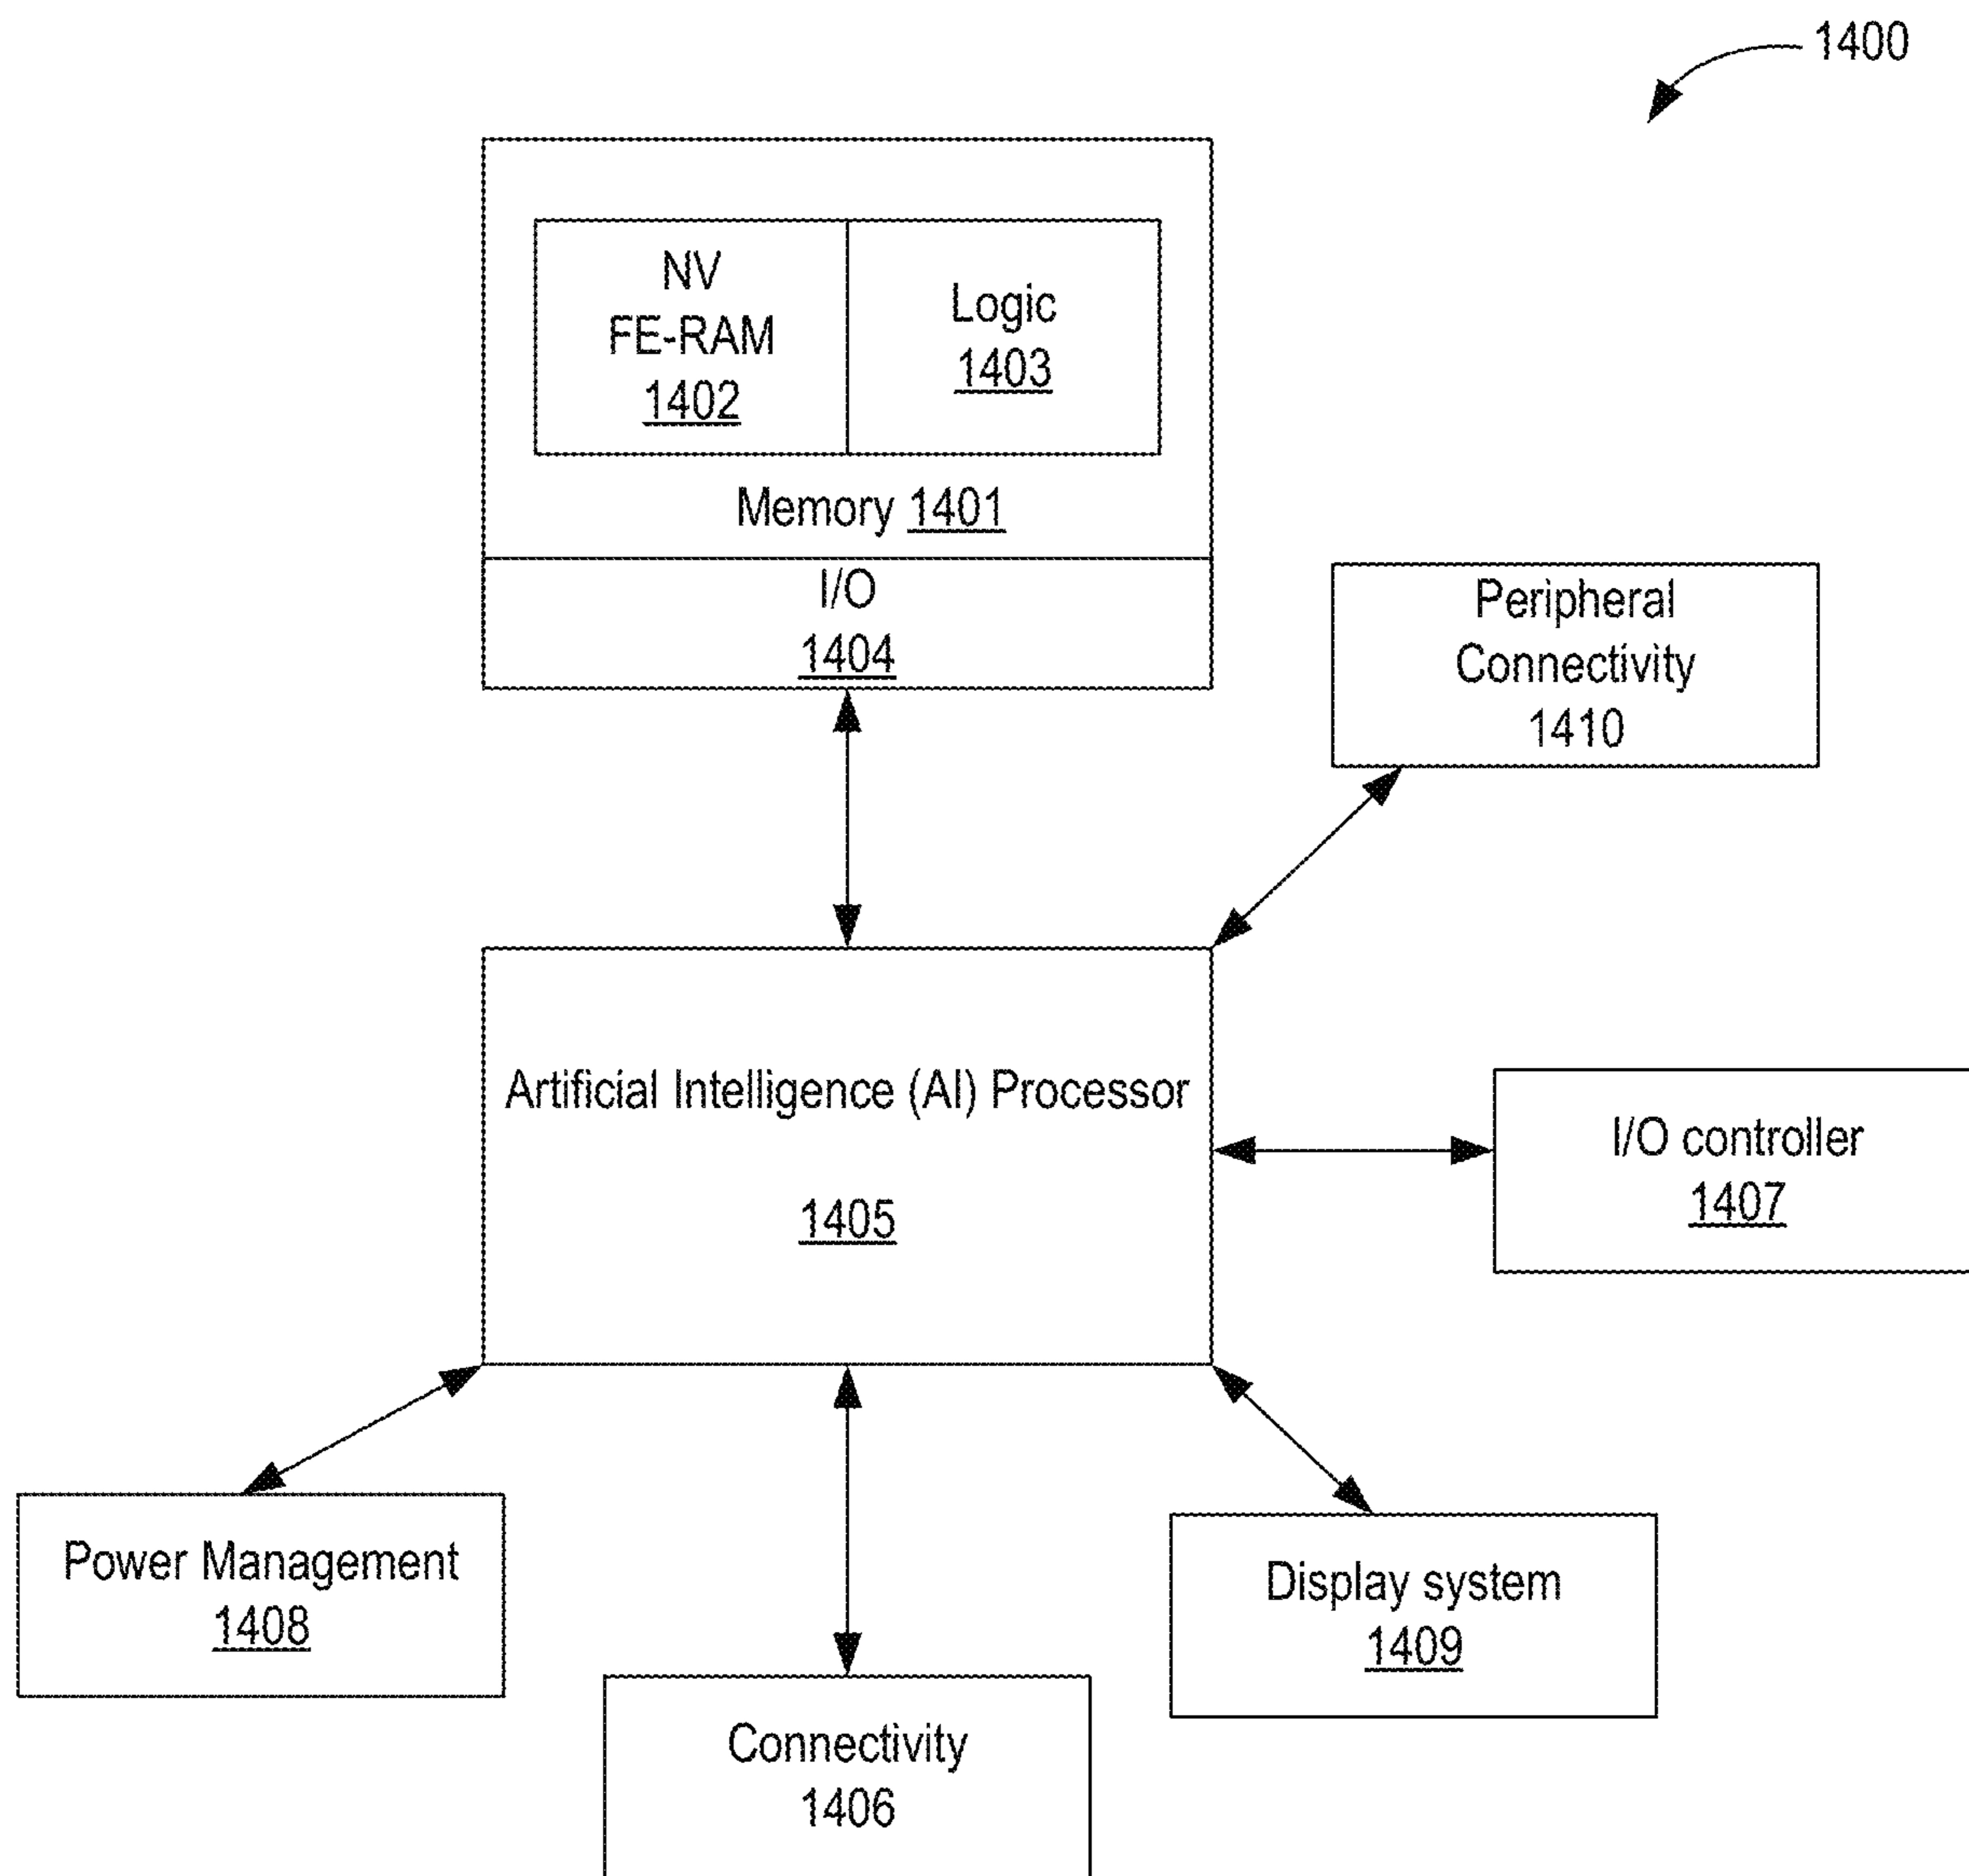 1400
NV
FE-RAM
1402
Logic
1403
Memory 1401
I/O
1404
Peripheral
Connectivity
1410
Artificial Intelligence (AI) Processor
1405
I/O controller
1407
Power Management
1408
Display system
1409
Connectivity
1406